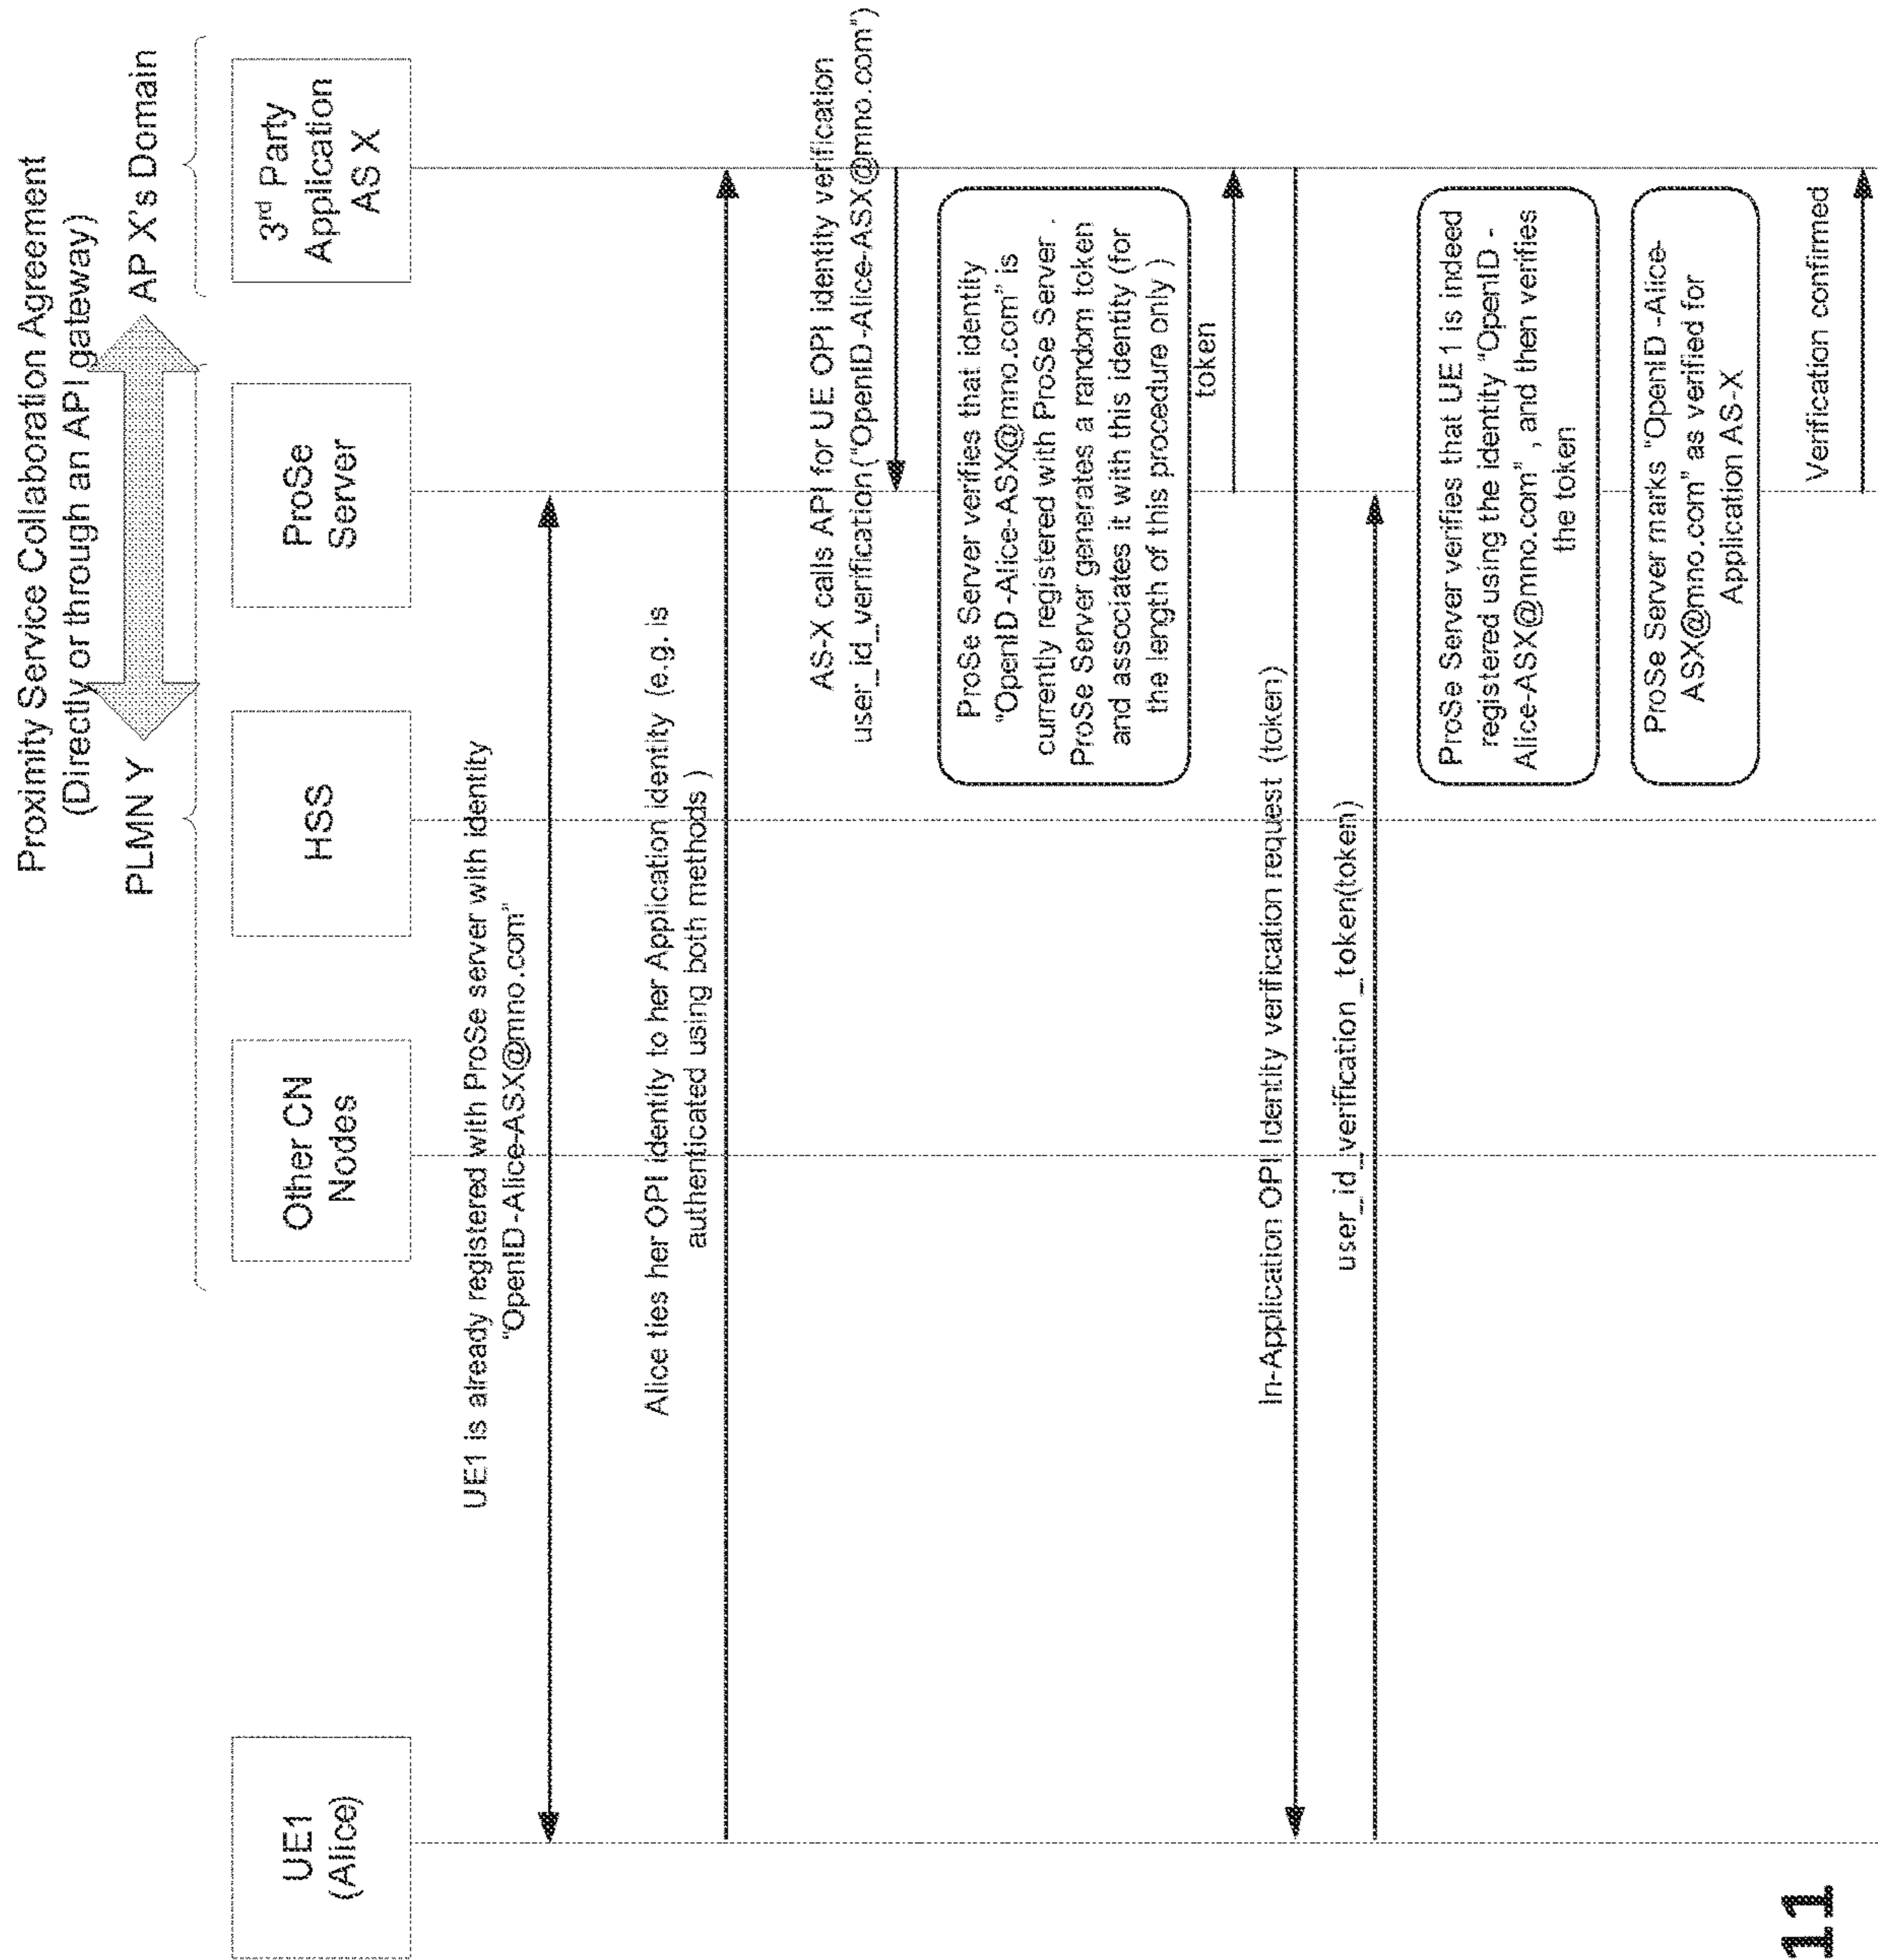 Proximity Service Collaboration Agreement
(Directly or through an API gateway)
PLMN Y
AP X's Domain
UE1
(Alice)
Other CN
Nodes
HSS
ProSe
Server
3rd Party
Application
AS X
UE1 is already registered with ProSe server with identity
"OpenID-Alice-ASX@mno.com"
Alice ties her OPI identity to her Application identity (e.g. is
authenticated using both methods )
AS-X calls API for UE OPI identity verification
user_id_verification("OpenID-Alice-ASX@mno.com")
ProSe Server verifies that identity
"OpenID-Alice-ASX@mno.com" is
currently registered with ProSe Server .
ProSe Server generates a random token
and associates it with this identity (for
the length of this procedure only )
token
In-Application OPI Identity verification request (token)
user_id_verification_token(token)
ProSe Server verifies that UE 1 is indeed
registered using the identity "OpenID -
Alice-ASX@mno.com" , and then verifies
the token
ProSe Server marks "OpenID -Alice-
ASX@mno.com" as verified for
Application AS-X
Verification confirmed
11